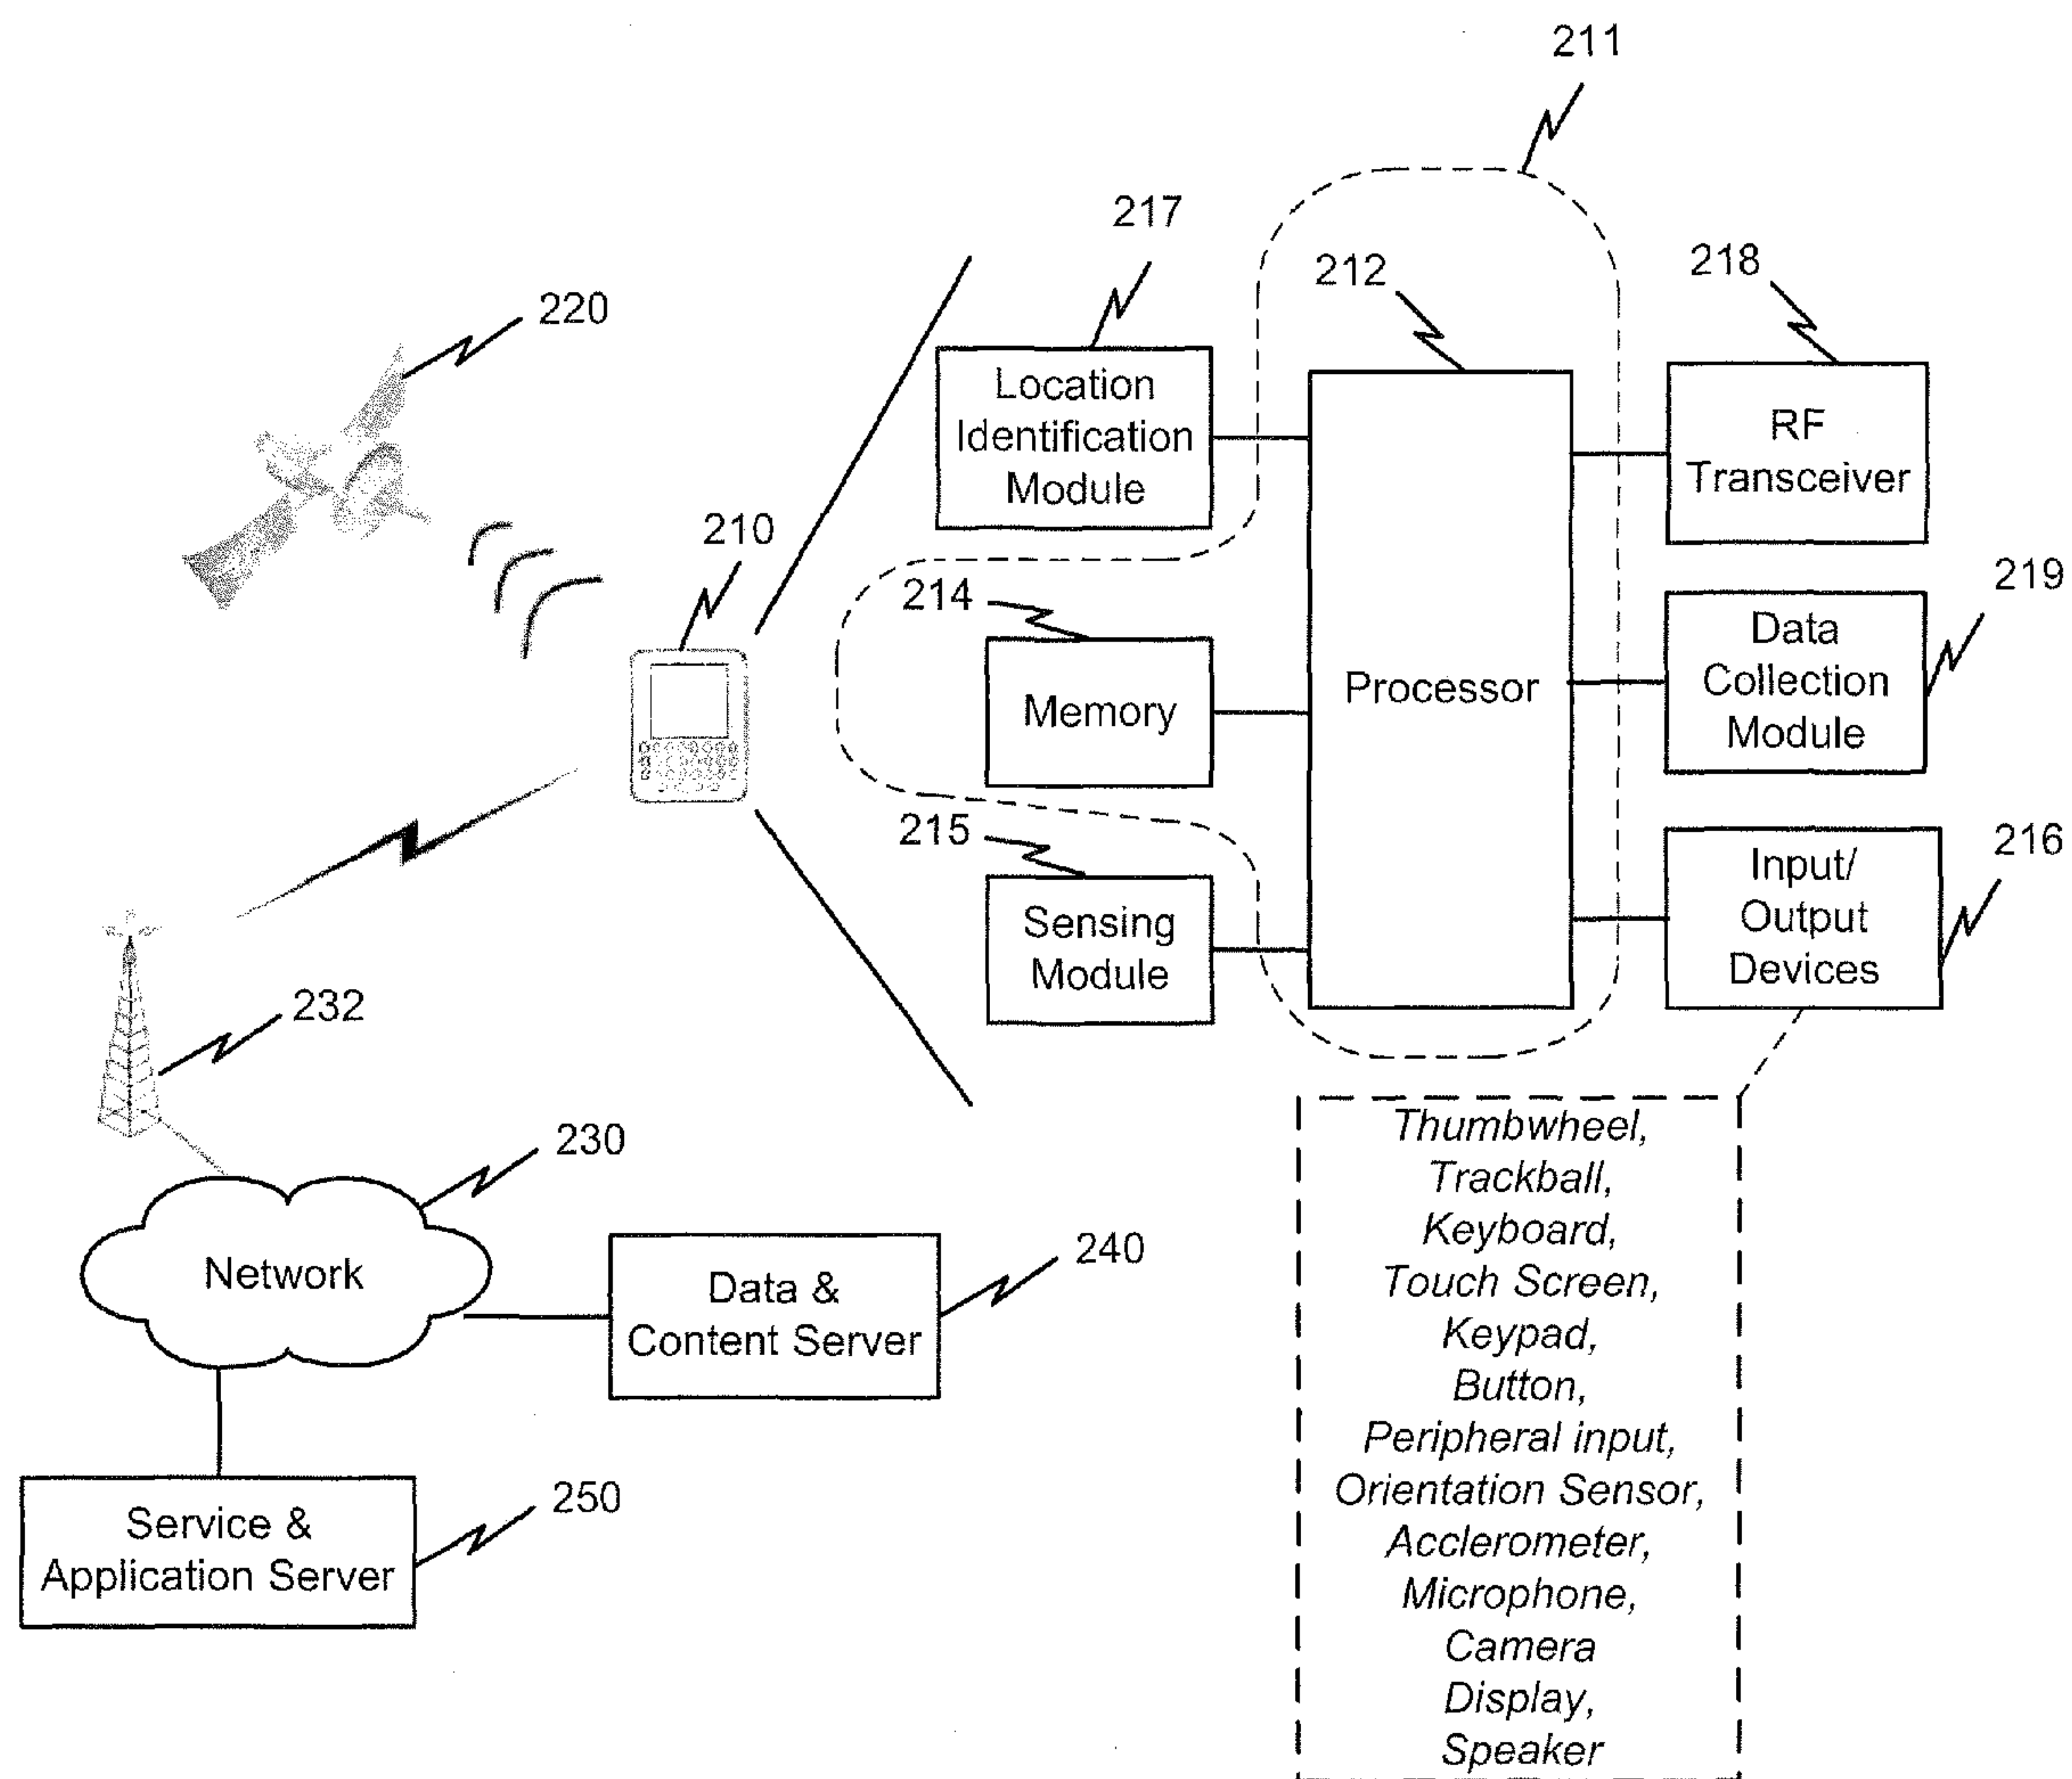 211
217
212
218
220
Location
Identification
Module
RF
Transceiver
210
214
219
Data
Collection
Module
Memory
Processor
215
216
Input/
Output
Devices
Sensing
Module
232
Thumbwheel,
Trackball,
Keyboard,
Touch Screen,
Keypad,
Button,
Peripheral input,
Orientation Sensor,
Acclerometer,
Microphone,
Camera
Display,
Speaker
230
Network
240
Data &
Content Server
250
Service &
Application Server